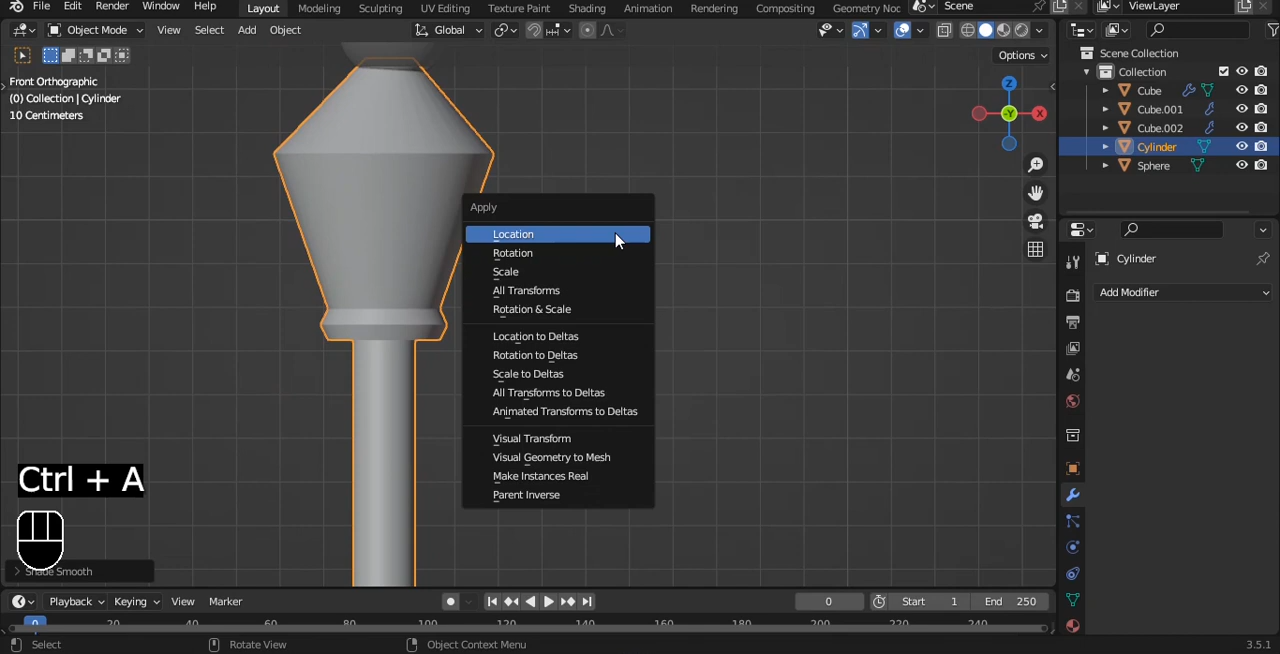 File Edit Render Window Help Layout Modeling Sculpting UV Editing Texture Paint Shading Animation Rendering Compositing Geometry Noc Scene ViewLayer
Object Mode View Select Add Object Global
Options
Front Orthographic
(0) Collection | Cylinder
10 Centimeters
Z
Y
X
Apply
Location
Rotation
Scale
All Transforms
Rotation & Scale
Location to Deltas
Rotation to Deltas
Scale to Deltas
All Transforms to Deltas
Animated Transforms to Deltas
Visual Transform
Visual Geometry to Mesh
Make Instances Real
Parent Inverse
Ctrl + A
Shade Smooth
Scene Collection
Collection
Cube
Cube.001
Cube.002
Cylinder
Sphere
Cylinder
Add Modifier
Playback Keying View Marker 0 Start 1 End 250
0 20 40 60 80 100 120 140 160 180 200 220 240
Select Rotate View Object Context Menu 3.5.1